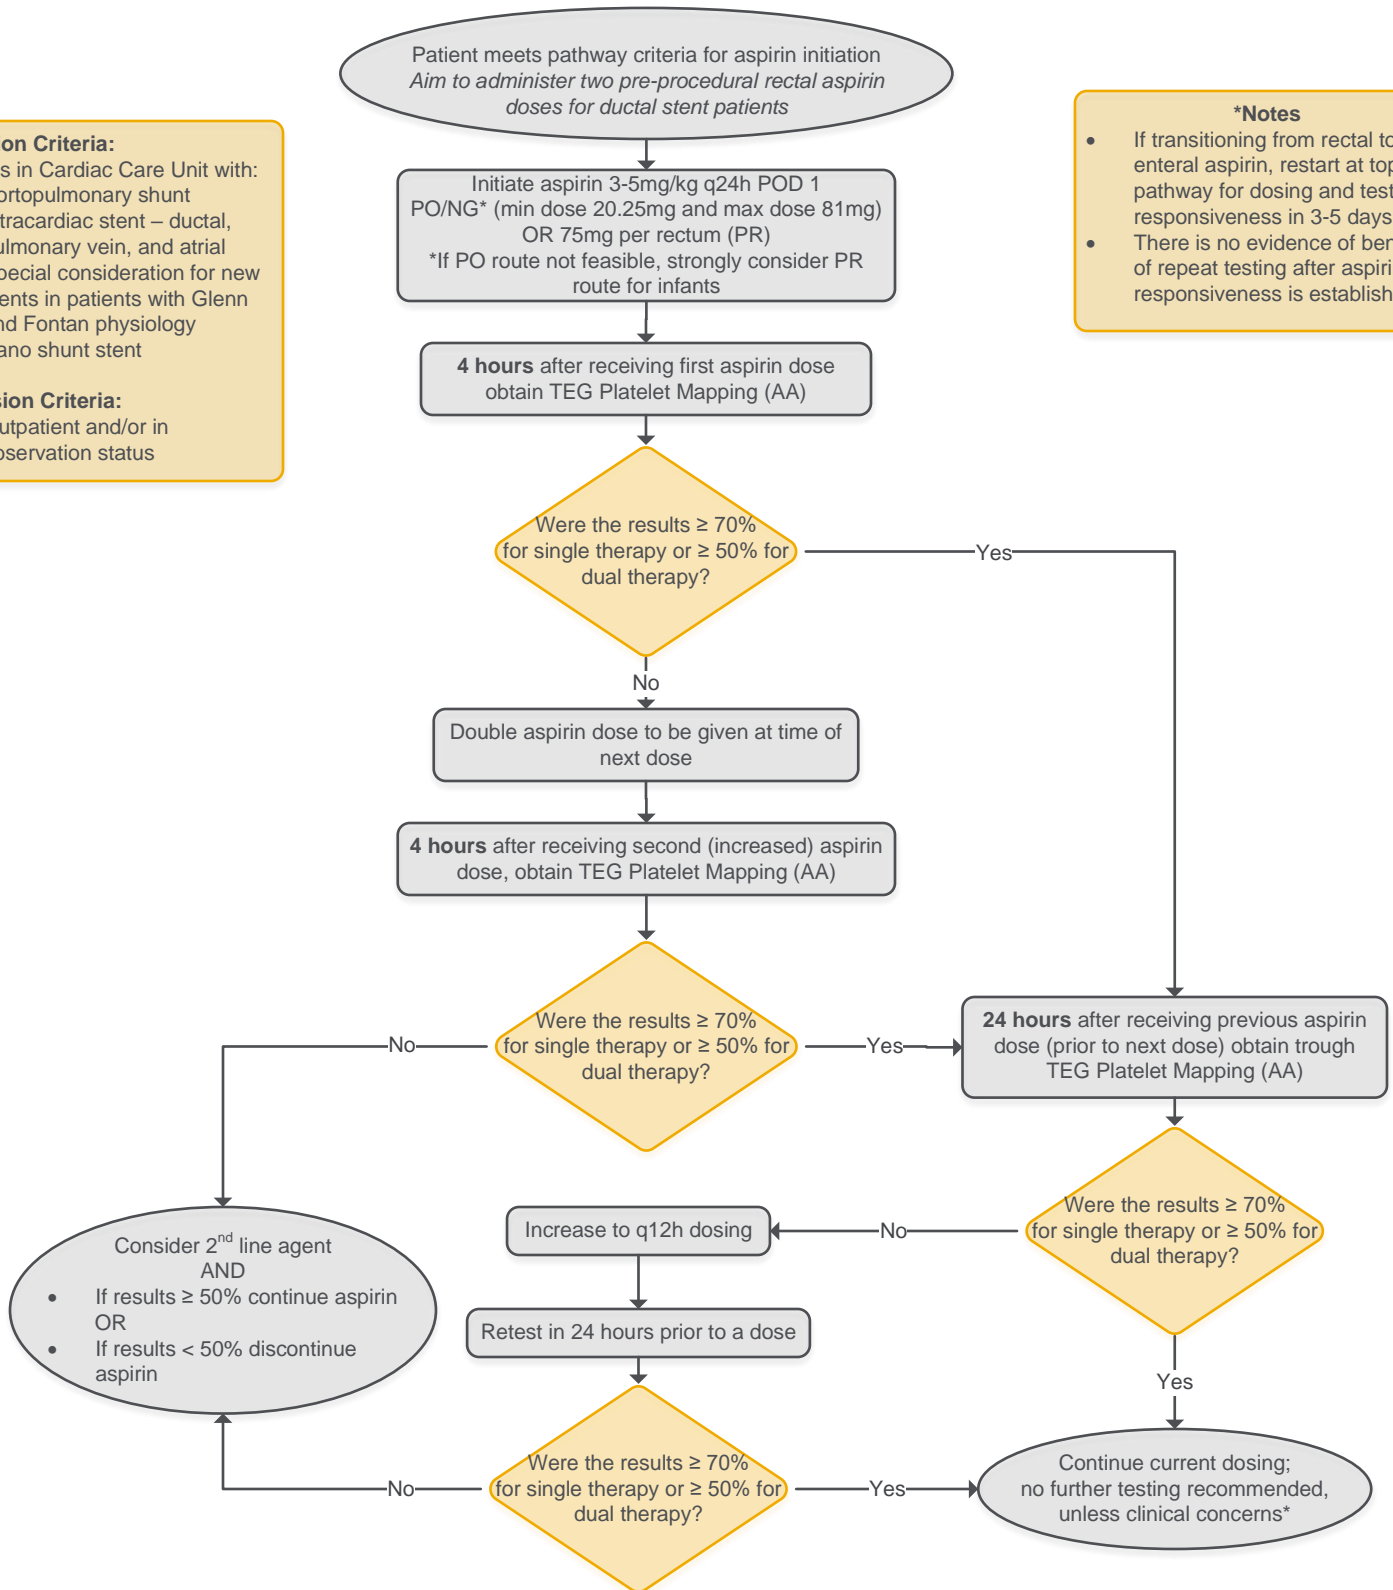 Patient meets pathway criteria for aspirin initiation
Aim to administer two pre-procedural rectal aspirin
doses for ductal stent patients
Criteria:
in Cardiac Care Unit with:
shunt
stent – ductal,
vein, and atrial
consideration for new
in patients with Glenn
Fontan physiology
shunt stent
Criteria:
and/or in
status
*Notes
• If transitioning from rectal to
enteral aspirin, restart at top
pathway for dosing and test
responsiveness in 3-5 days
• There is no evidence of
of repeat testing after
responsiveness is
Initiate aspirin 3-5mg/kg q24h POD 1
PO/NG* (min dose 20.25mg and max dose 81mg)
OR 75mg per rectum (PR)
*If PO route not feasible, strongly consider PR
route for infants
4 hours after receiving first aspirin dose
obtain TEG Platelet Mapping (AA)
Were the results ≥ 70%
for single therapy or ≥ 50% for
dual therapy?
Yes
No
Double aspirin dose to be given at time of
next dose
4 hours after receiving second (increased) aspirin
dose, obtain TEG Platelet Mapping (AA)
Were the results ≥ 70%
for single therapy or ≥ 50% for
dual therapy?
No
Yes
24 hours after receiving previous aspirin
dose (prior to next dose) obtain trough
TEG Platelet Mapping (AA)
Were the results ≥ 70%
for single therapy or ≥ 50% for
dual therapy?
No
Yes
Increase to q12h dosing
Retest in 24 hours prior to a dose
Consider 2nd line agent
AND
• If results ≥ 50% continue aspirin
OR
• If results < 50% discontinue
aspirin
Were the results ≥ 70%
for single therapy or ≥ 50% for
dual therapy?
No
Yes
Continue current dosing;
no further testing recommended,
unless clinical concerns*